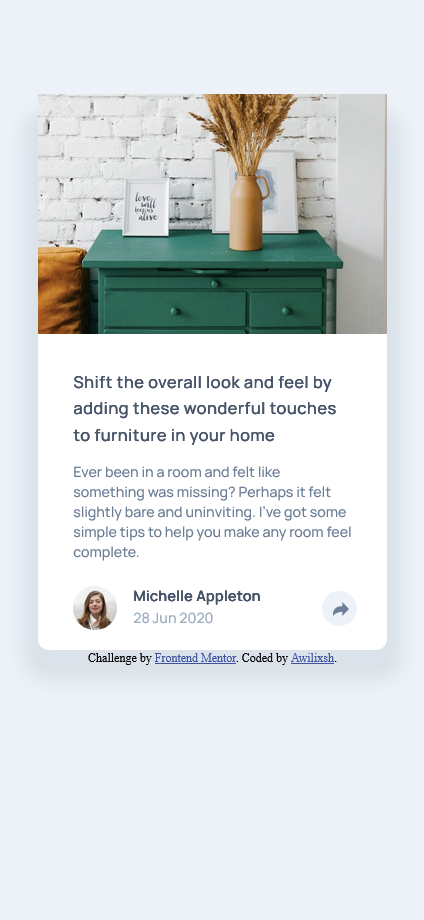 love
will
keep us
alive
Shift the overall look and feel by
adding these wonderful touches
to furniture in your home
Ever been in a room and felt like
something was missing? Perhaps it felt
slightly bare and uninviting. I've got some
simple tips to help you make any room feel
complete.
Michelle Appleton
28 Jun 2020
Challenge by Frontend Mentor. Coded by Awilixsh.